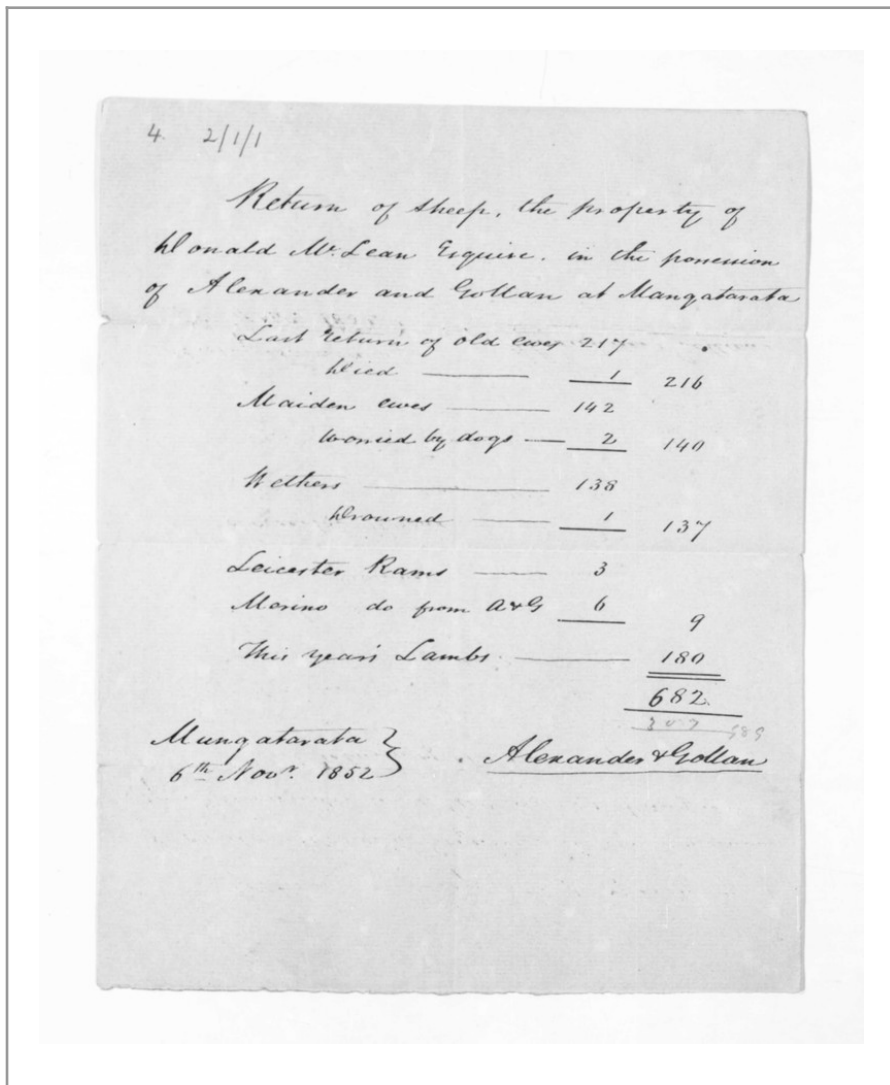 4. 2/1/1
Return of sheep, the property of
Donald McLean Esquire. in the possession
of Alexander and Gollan at Mangatarata
Last return of old ewes 217
Died 1 216
Maiden ewes 142
Worried by dogs 2 140
Wethers 138
Drowned 1 137
Leicester Rams 3
Merino do from A&G 6 9
This year's Lambs 180
682.
Mungatarata
6th Novr. 1852
Alexander & Gollan